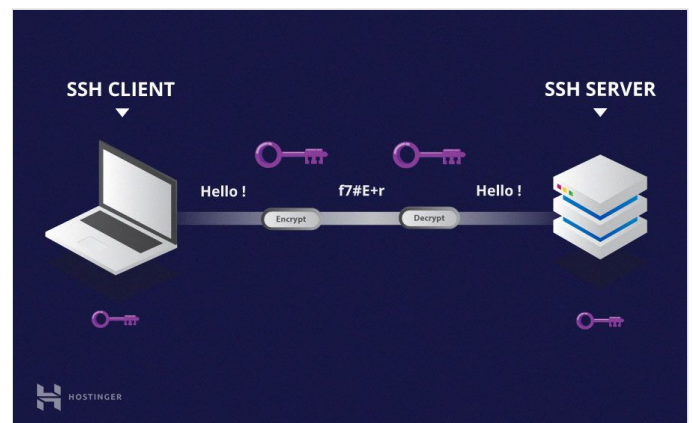 SSH CLIENT
SSH SERVER
Hello !
f7#E+r
Hello !
Encrypt
Decrypt
HOSTINGER